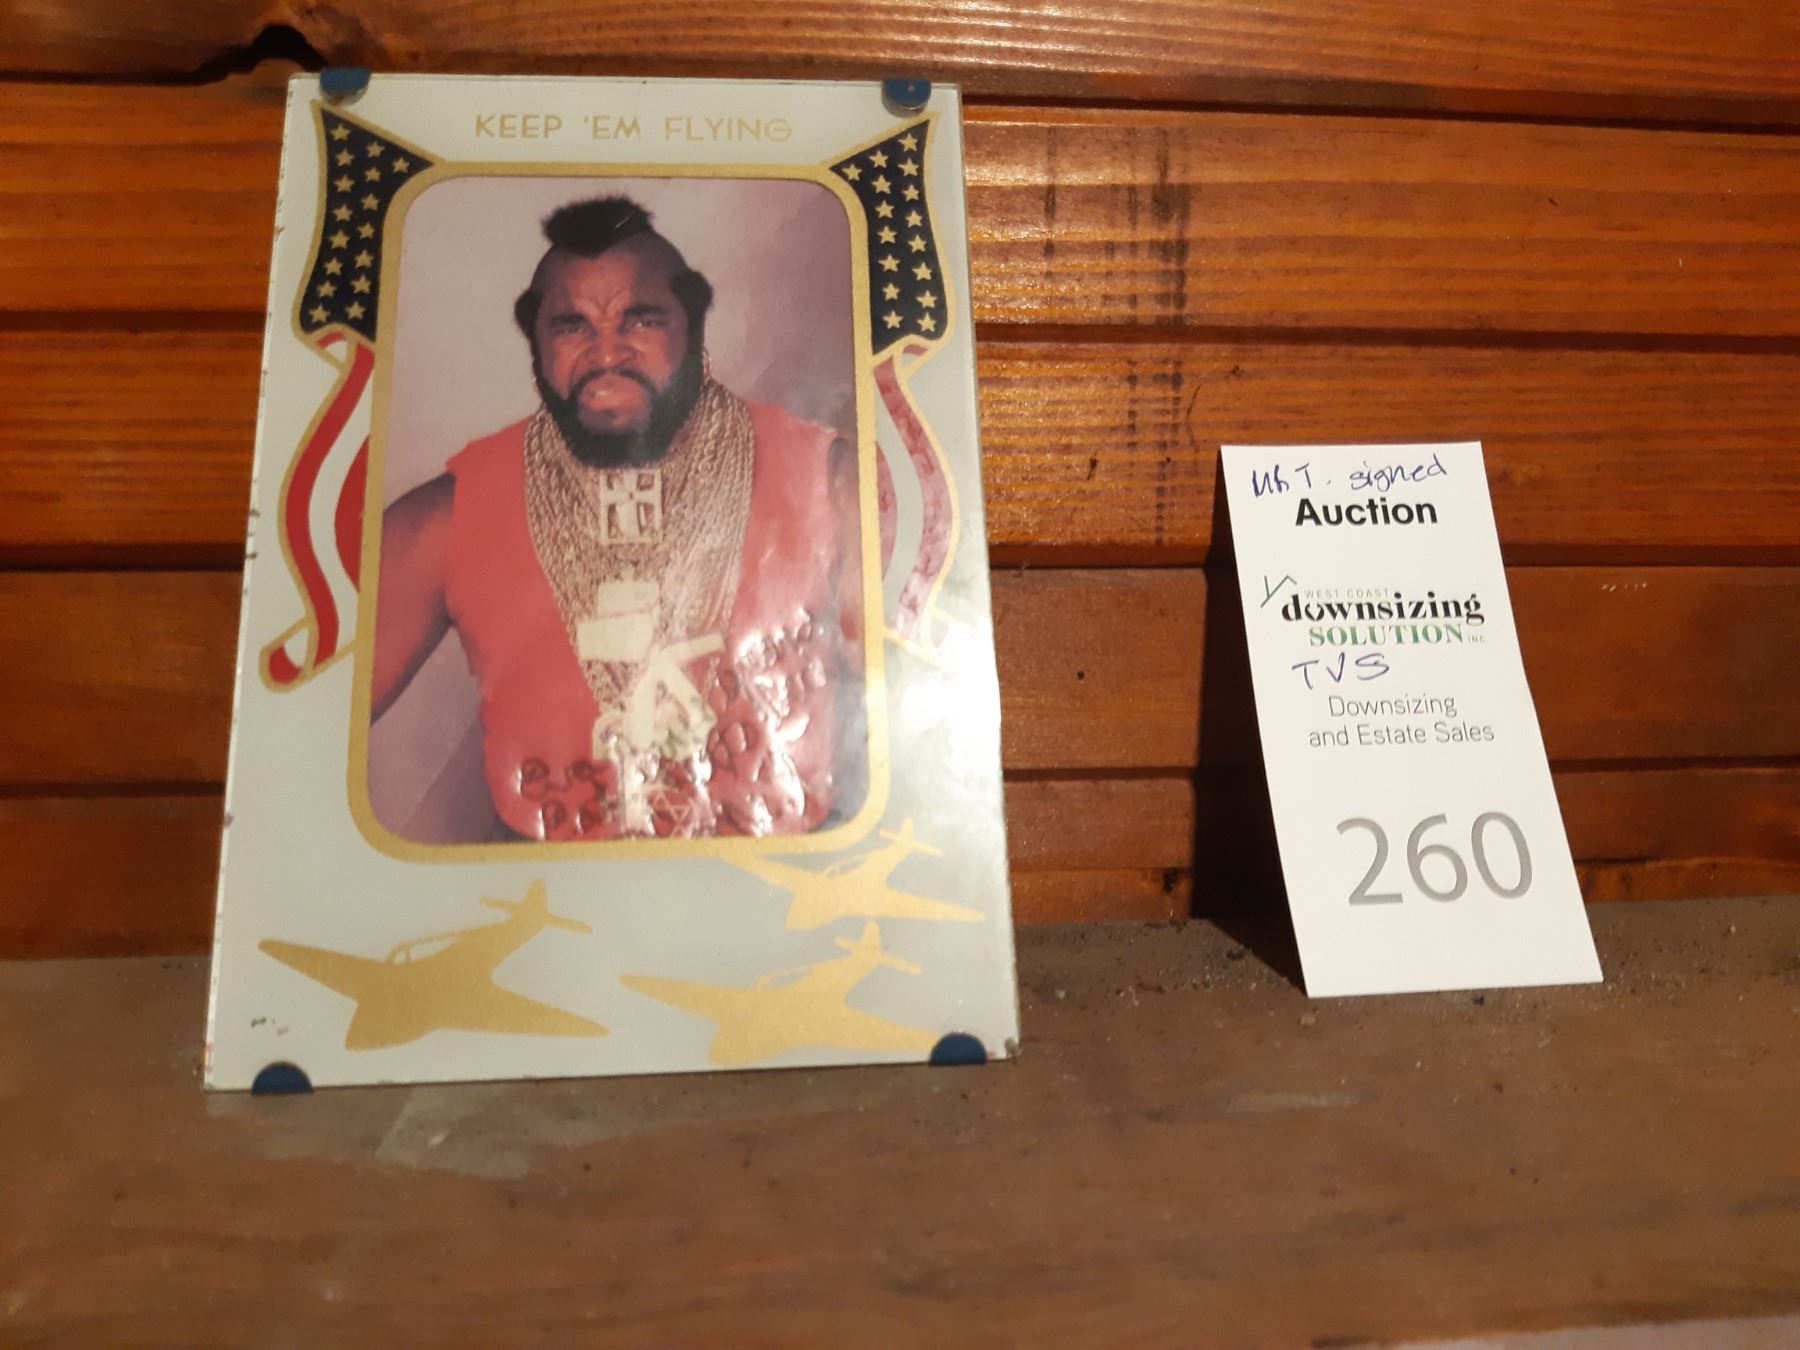 KEEP 'EM FLYING
Mr T. signed
Auction
WEST COAST
downsizing
SOLUTION INC
TVS
Downsizing
and Estate Sales
260